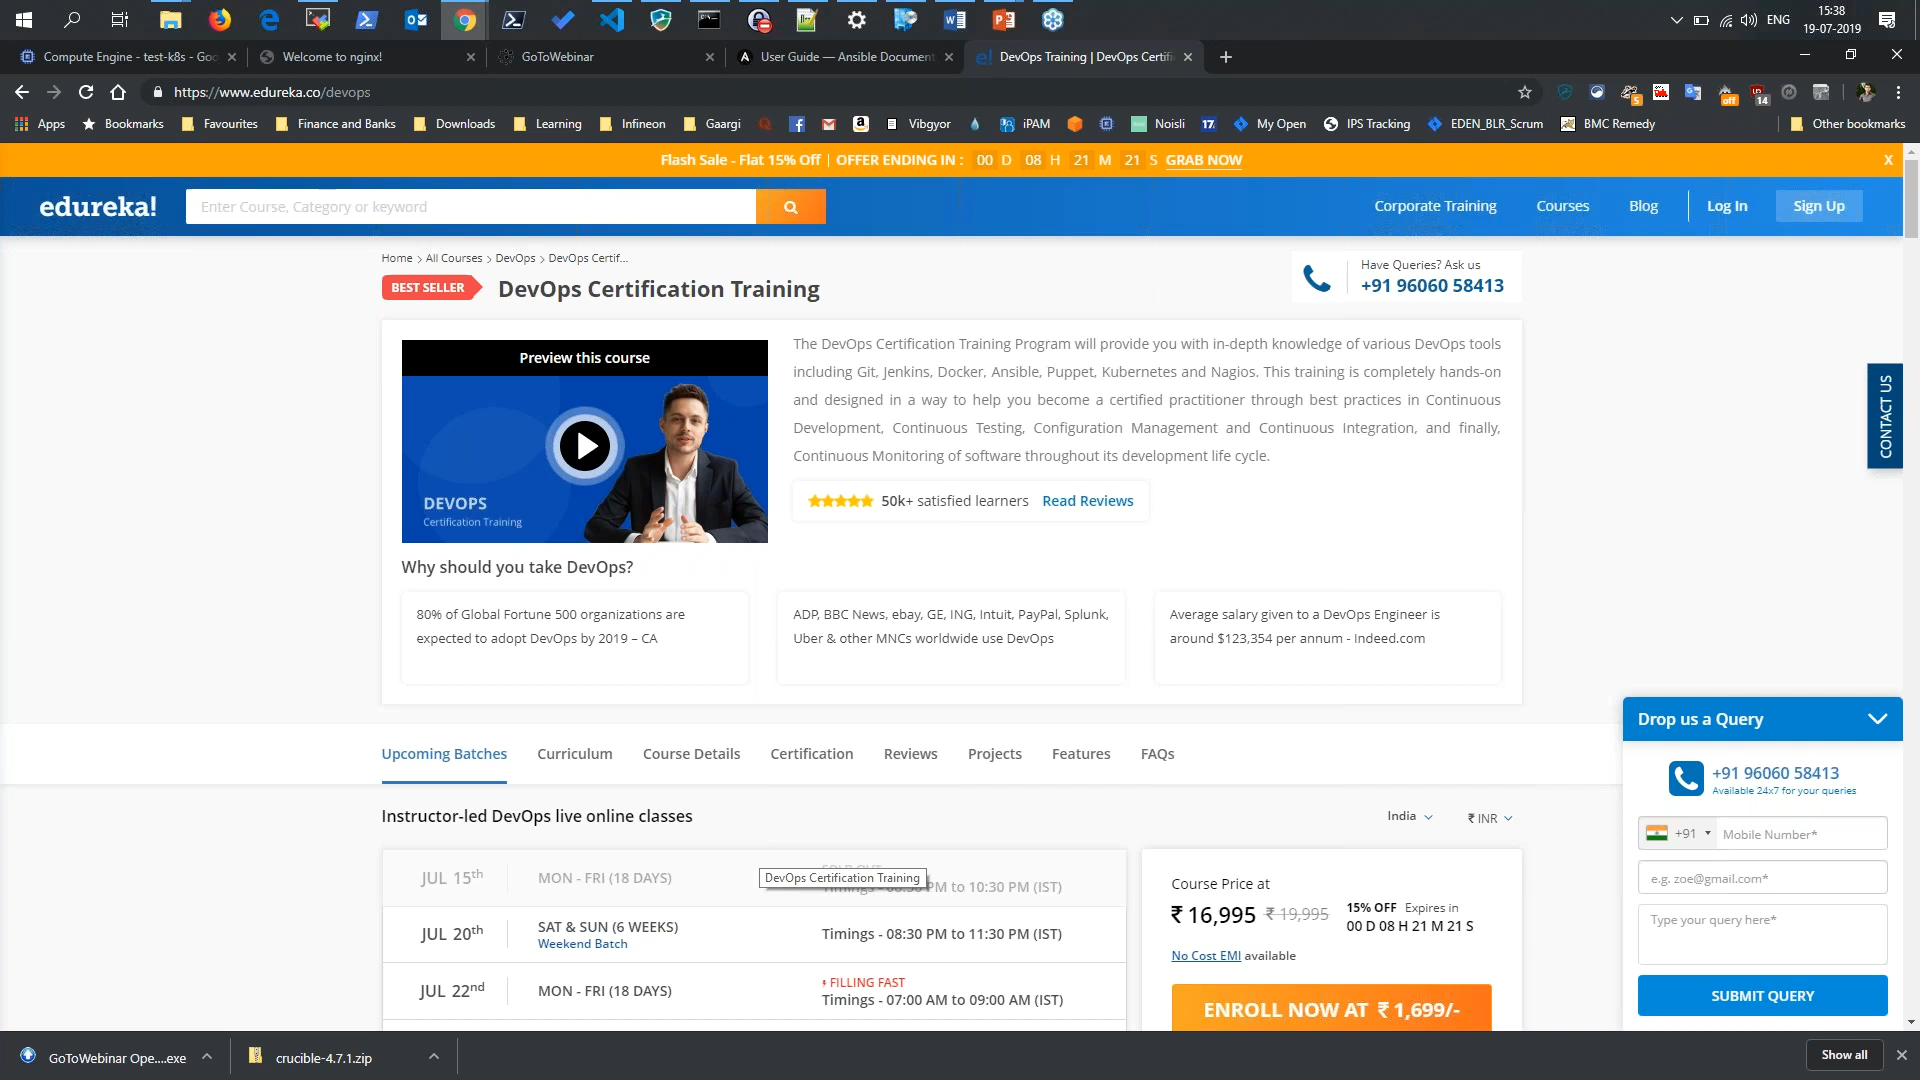 ENG
15:38
19-07-2019
Compute Engine - test-k8s - Goo
Welcome to nginx!
GoToWebinar
User Guide — Ansible Document
DevOps Training | DevOps Certifi
https://www.edureka.co/devops
5
off
14
Apps
Bookmarks
Favourites
Finance and Banks
Downloads
Learning
Infineon
Gaargi
Vibgyor
iPAM
Noisli
17
My Open
IPS Tracking
EDEN_BLR_Scrum
BMC Remedy
Other bookmarks
Flash Sale - Flat 15% Off | OFFER ENDING IN : 00 D 08 H 21 M 21 S GRAB NOW
X
edureka!
Enter Course, Category or keyword
Corporate Training
Courses
Blog
Log In
Sign Up
Home > All Courses > DevOps > DevOps Certif...
BEST SELLER
DevOps Certification Training
Have Queries? Ask us
+91 96060 58413
Preview this course
DEVOPS
Certification Training
The DevOps Certification Training Program will provide you with in-depth knowledge of various DevOps tools
including Git, Jenkins, Docker, Ansible, Puppet, Kubernetes and Nagios. This training is completely hands-on
and designed in a way to help you become a certified practitioner through best practices in Continuous
Development, Continuous Testing, Configuration Management and Continuous Integration, and finally,
Continuous Monitoring of software throughout its development life cycle.
50k+ satisfied learners
Read Reviews
CONTACT US
Why should you take DevOps?
80% of Global Fortune 500 organizations are
expected to adopt DevOps by 2019 – CA
ADP, BBC News, ebay, GE, ING, Intuit, PayPal, Splunk,
Uber & other MNCs worldwide use DevOps
Average salary given to a DevOps Engineer is
around $123,354 per annum - Indeed.com
Upcoming Batches
Curriculum
Course Details
Certification
Reviews
Projects
Features
FAQs
Instructor-led DevOps live online classes
India
₹ INR
JUL 15th
MON - FRI (18 DAYS)
DevOps Certification Training
PM to 10:30 PM (IST)
JUL 20th
SAT & SUN (6 WEEKS)
Weekend Batch
Timings - 08:30 PM to 11:30 PM (IST)
JUL 22nd
MON - FRI (18 DAYS)
FILLING FAST
Timings - 07:00 AM to 09:00 AM (IST)
Course Price at
₹ 16,995 ₹ 19,995
15% OFF Expires in
00 D 08 H 21 M 21 S
No Cost EMI available
ENROLL NOW AT ₹ 1,699/-
Drop us a Query
+91 96060 58413
Available 24x7 for your queries
+91
Mobile Number*
e.g. zoe@gmail.com*
Type your query here*
SUBMIT QUERY
GoToWebinar Ope....exe
crucible-4.7.1.zip
Show all